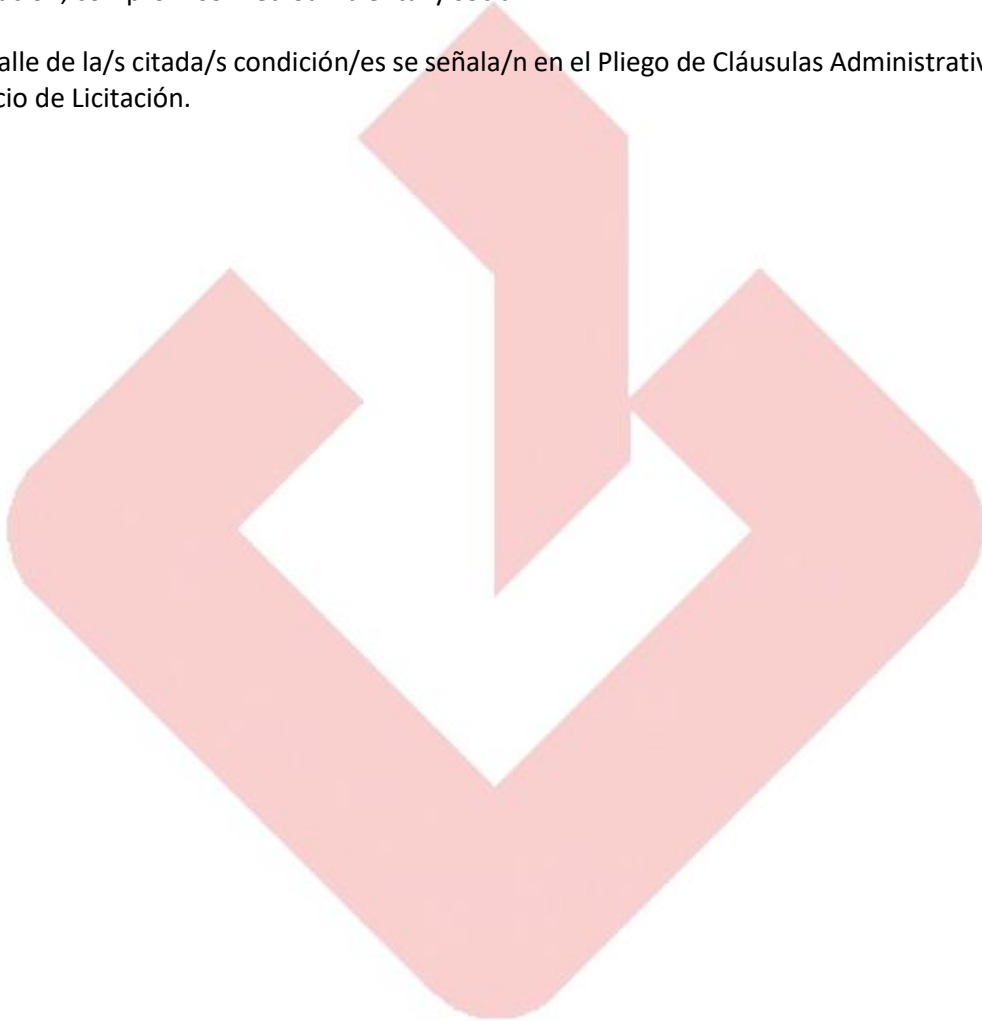 alle de la/s citada/s condición/es se señala/n en el Pliego de Cláusulas Administrativ
cio de Licitación.